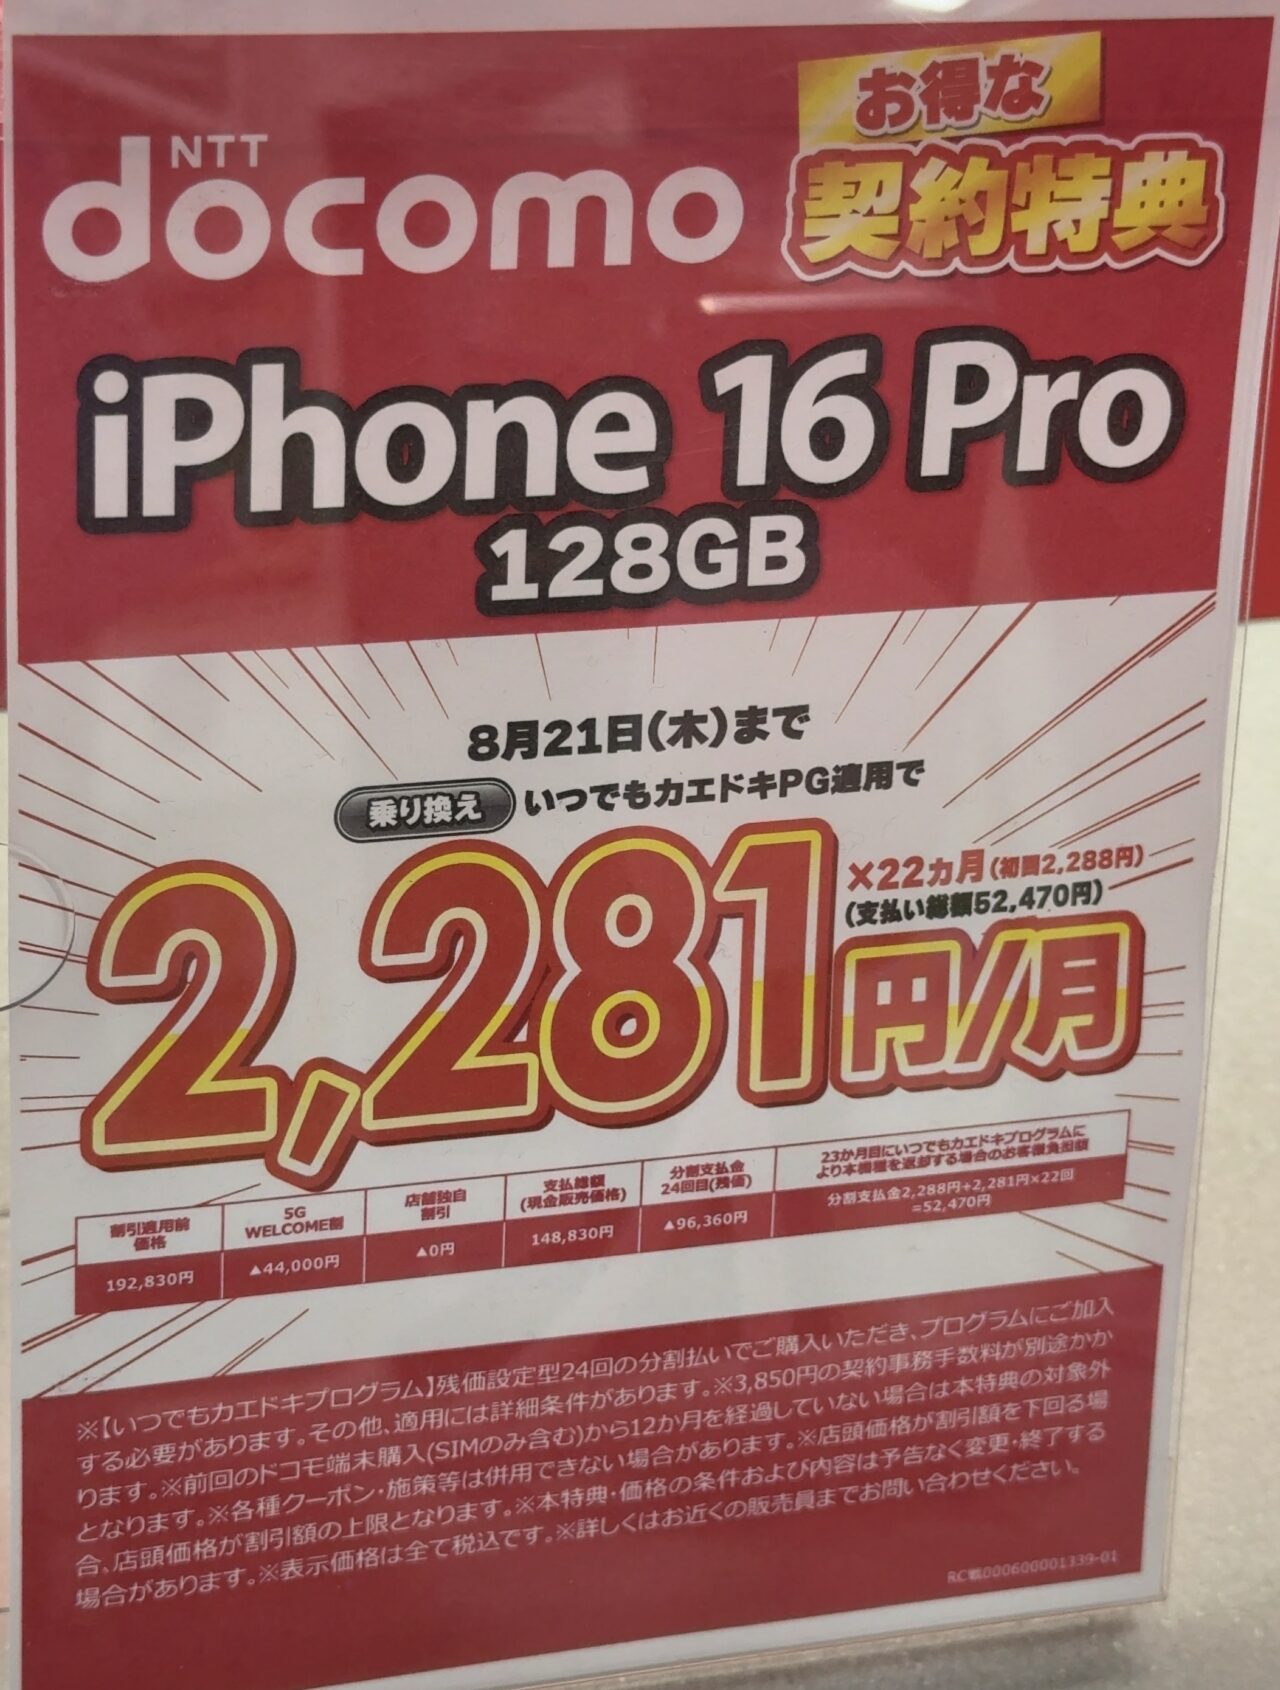 NTT
docomo
お得な
契約特典
iPhone 16 Pro
128GB
8月21日(木)まで
乗り換え いつでもカエドキPG適用で
2,281円/月
×22カ月(初回2,288円)
(支払い総額52,470円)
割引適用前
価格
5G
WELCOME割
店舗独自
割引
支払総額
(現金販売価格)
分割支払金
24回目(残価)
23か月目にいつでもカエドキプログラムに
より本機種を返却する場合のお客様負担額
192,830円
▲44,000円
▲0円
148,830円
▲96,360円
分割支払金2,288円+2,281円×22回
=52,470円
※【いつでもカエドキプログラム】残価設定型24回の分割払いでご購入いただき、プログラムにご加入
する必要があります。その他、適用には詳細条件があります。※3,850円の契約事務手数料が別途かか
ります。※前回のドコモ端末購入(SIMのみ含む)から12か月を経過していない場合は本特典の対象外
となります。※各種クーポン・施策等は併用できない場合があります。※店頭価格が割引額を下回る場
合、店頭価格が割引額の上限となります。※本特典・価格の条件および内容は予告なく変更・終了する
場合があります。※表示価格は全て税込です。※詳しくはお近くの販売員までお問い合わせください。
RC戦000600001339-01